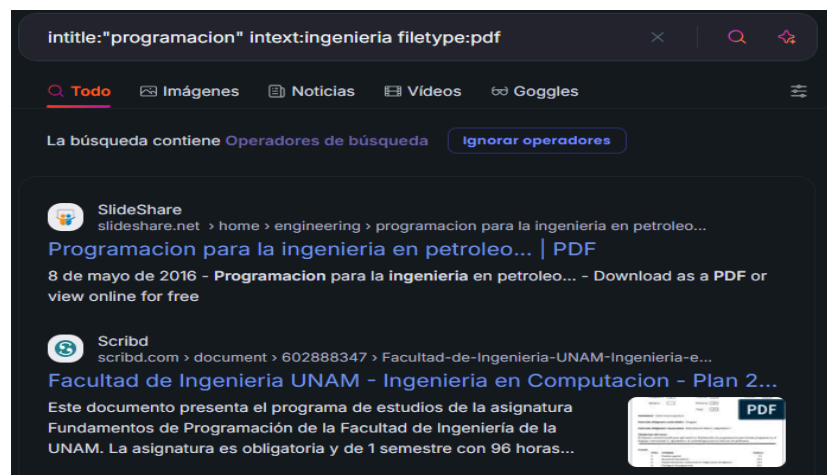 intitle:"programacion" intext:ingenieria filetype:pdf
Todo
Imágenes
Noticias
Vídeos
Goggles
La búsqueda contiene Operadores de búsqueda
Ignorar operadores
SlideShare
slideshare.net › home › engineering › programacion para la ingenieria en petroleo...
Programacion para la ingenieria en petroleo... | PDF
8 de mayo de 2016 - Programacion para la ingenieria en petroleo... - Download as a PDF or
view online for free
Scribd
scribd.com › document › 602888347 › Facultad-de-Ingenieria-UNAM-Ingenieria-e...
Facultad de Ingenieria UNAM - Ingenieria en Computacion - Plan 2...
Este documento presenta el programa de estudios de la asignatura
Fundamentos de Programación de la Facultad de Ingeniería de la
UNAM. La asignatura es obligatoria y de 1 semestre con 96 horas...
PDF